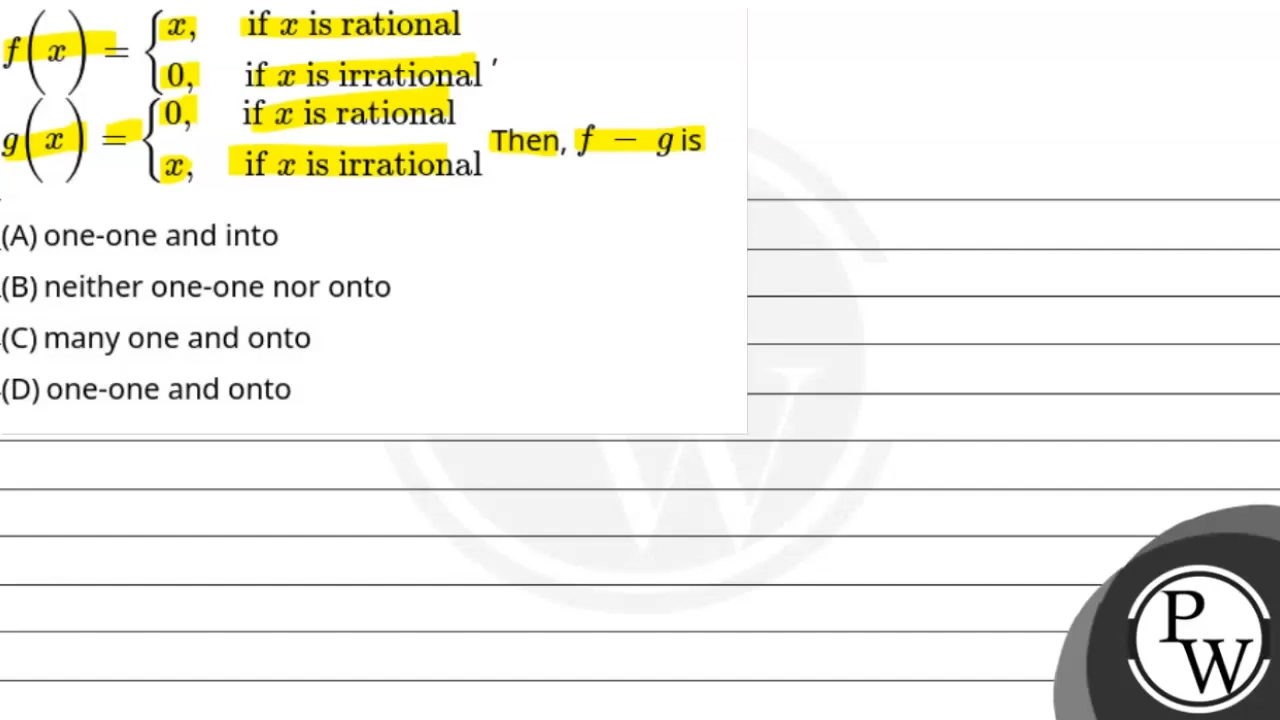 f(x) = { x, if x is rational
0, if x is irrational ,
g(x) = { 0, if x is rational
x, if x is irrational Then, f − g is
(A) one-one and into
(B) neither one-one nor onto
(C) many one and onto
(D) one-one and onto
P
W